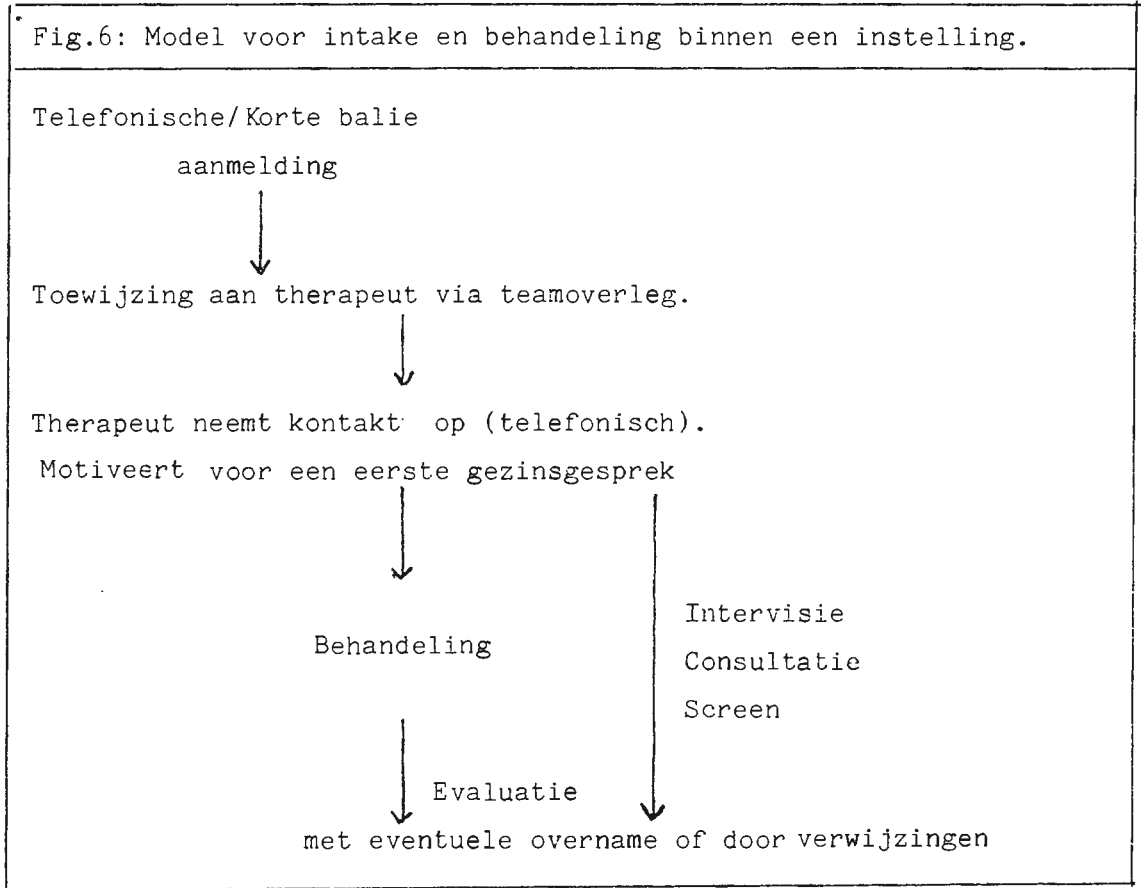 Fig.6: Model voor intake en behandeling binnen een instelling.
Telefonische/Korte balie
aanmelding
Toewijzing aan therapeut via teamoverleg.
Therapeut neemt kontakt op (telefonisch).
Motiveert voor een eerste gezinsgesprek
Behandeling
Intervisie
Consultatie
Screen
Evaluatie
met eventuele overname of door verwijzingen